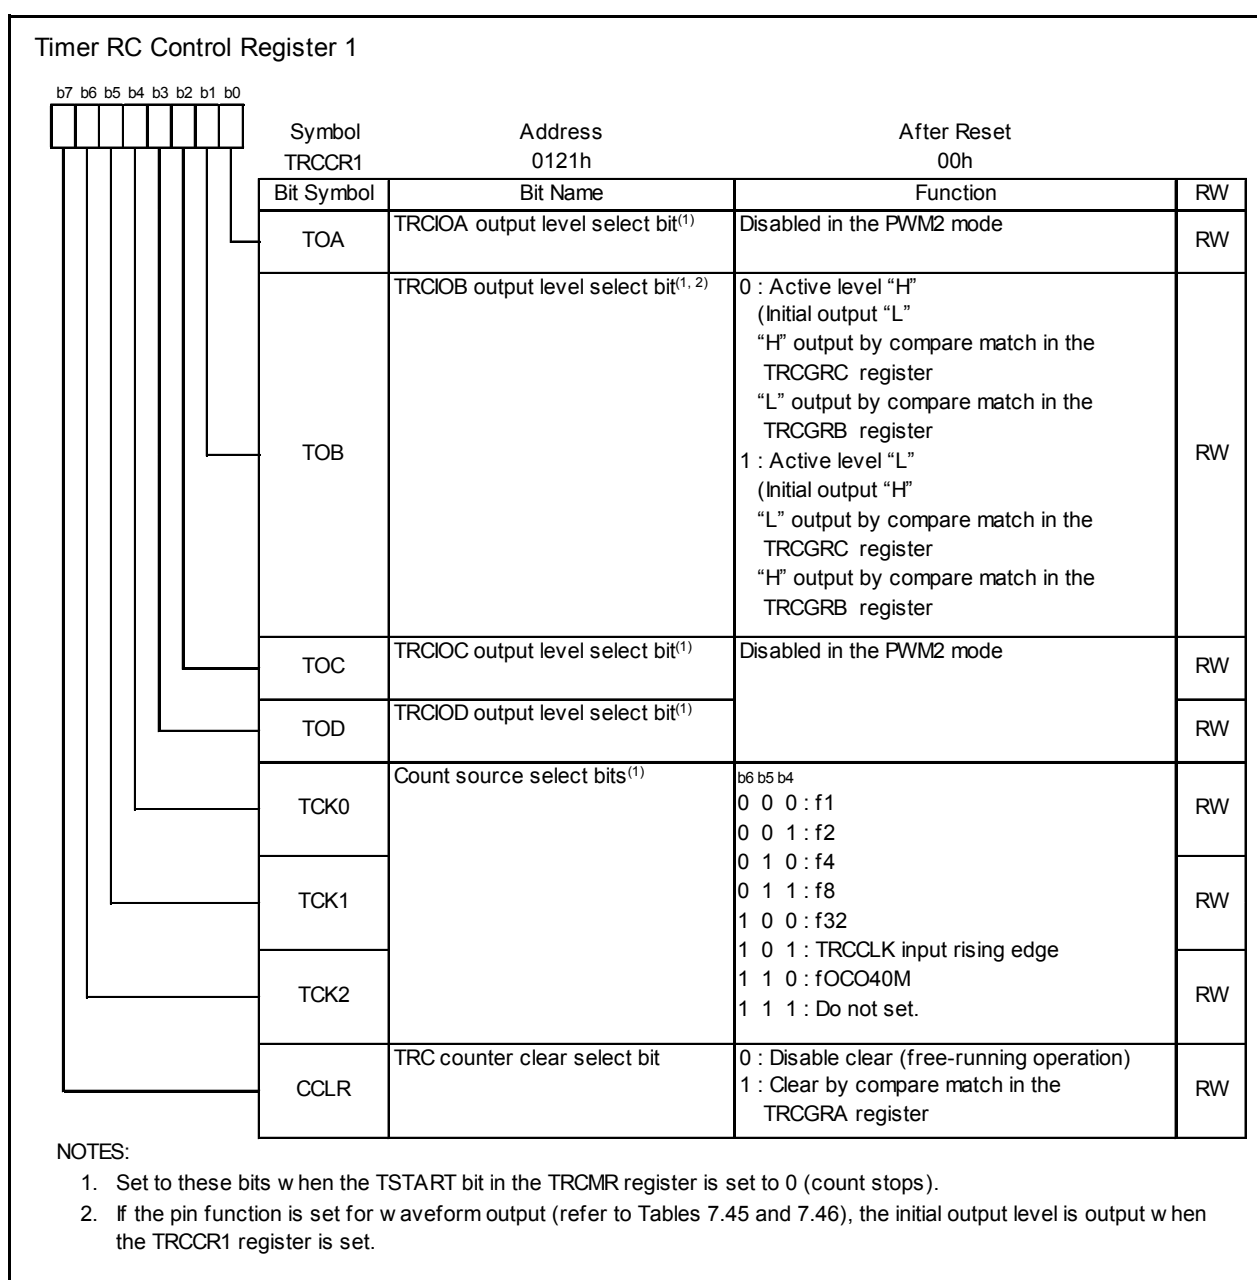 Timer RC Control Register 1
b7 b6 b5 b4 b3 b2 b1 b0
Symbol Address After Reset
TRCCR1 0121h 00h
Bit Symbol Bit Name Function RW
TOA TRCIOA output level select bit(1) Disabled in the PWM2 mode RW
TOB TRCIOB output level select bit(1, 2) 0 : Active level “H” RW
(Initial output “L”
“H” output by compare match in the
TRCGRC register
“L” output by compare match in the
TRCGRB register
1 : Active level “L”
(Initial output “H”
“L” output by compare match in the
TRCGRC register
“H” output by compare match in the
TRCGRB register
TOC TRCIOC output level select bit(1) Disabled in the PWM2 mode RW
TOD TRCIOD output level select bit(1) RW
TCK0 Count source select bits(1) b6 b5 b4 RW
0 0 0 : f1
0 0 1 : f2
0 1 0 : f4
TCK1 0 1 1 : f8 RW
1 0 0 : f32
1 0 1 : TRCCLK input rising edge
TCK2 1 1 0 : fOCO40M RW
1 1 1 : Do not set.
CCLR TRC counter clear select bit 0 : Disable clear (free-running operation) RW
1 : Clear by compare match in the
TRCGRA register
NOTES:
1. Set to these bits when the TSTART bit in the TRCMR register is set to 0 (count stops).
2. If the pin function is set for waveform output (refer to Tables 7.45 and 7.46), the initial output level is output when
the TRCCR1 register is set.